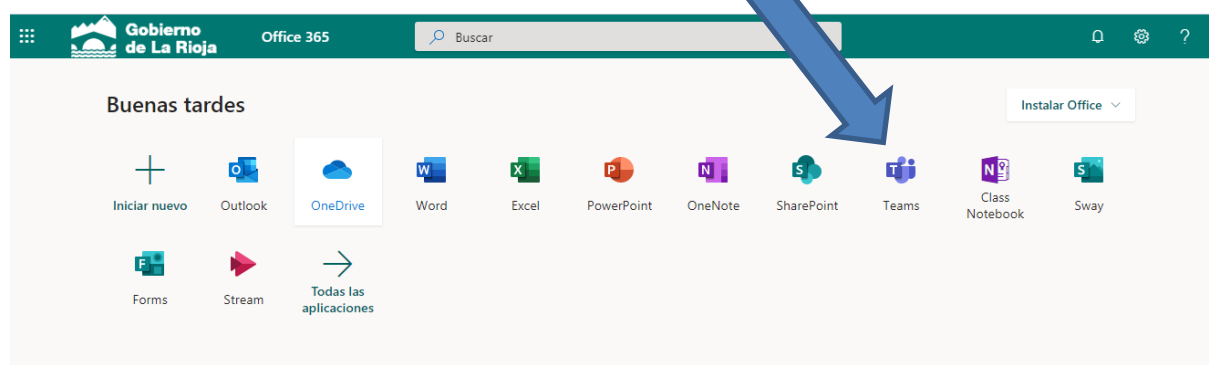 Gobierno
de La Rioja
Office 365
Buscar
?
Buenas tardes
Instalar Office
Iniciar nuevo
Outlook
OneDrive
Word
Excel
PowerPoint
OneNote
SharePoint
Teams
Class
Notebook
Sway
Forms
Stream
Todas las
aplicaciones